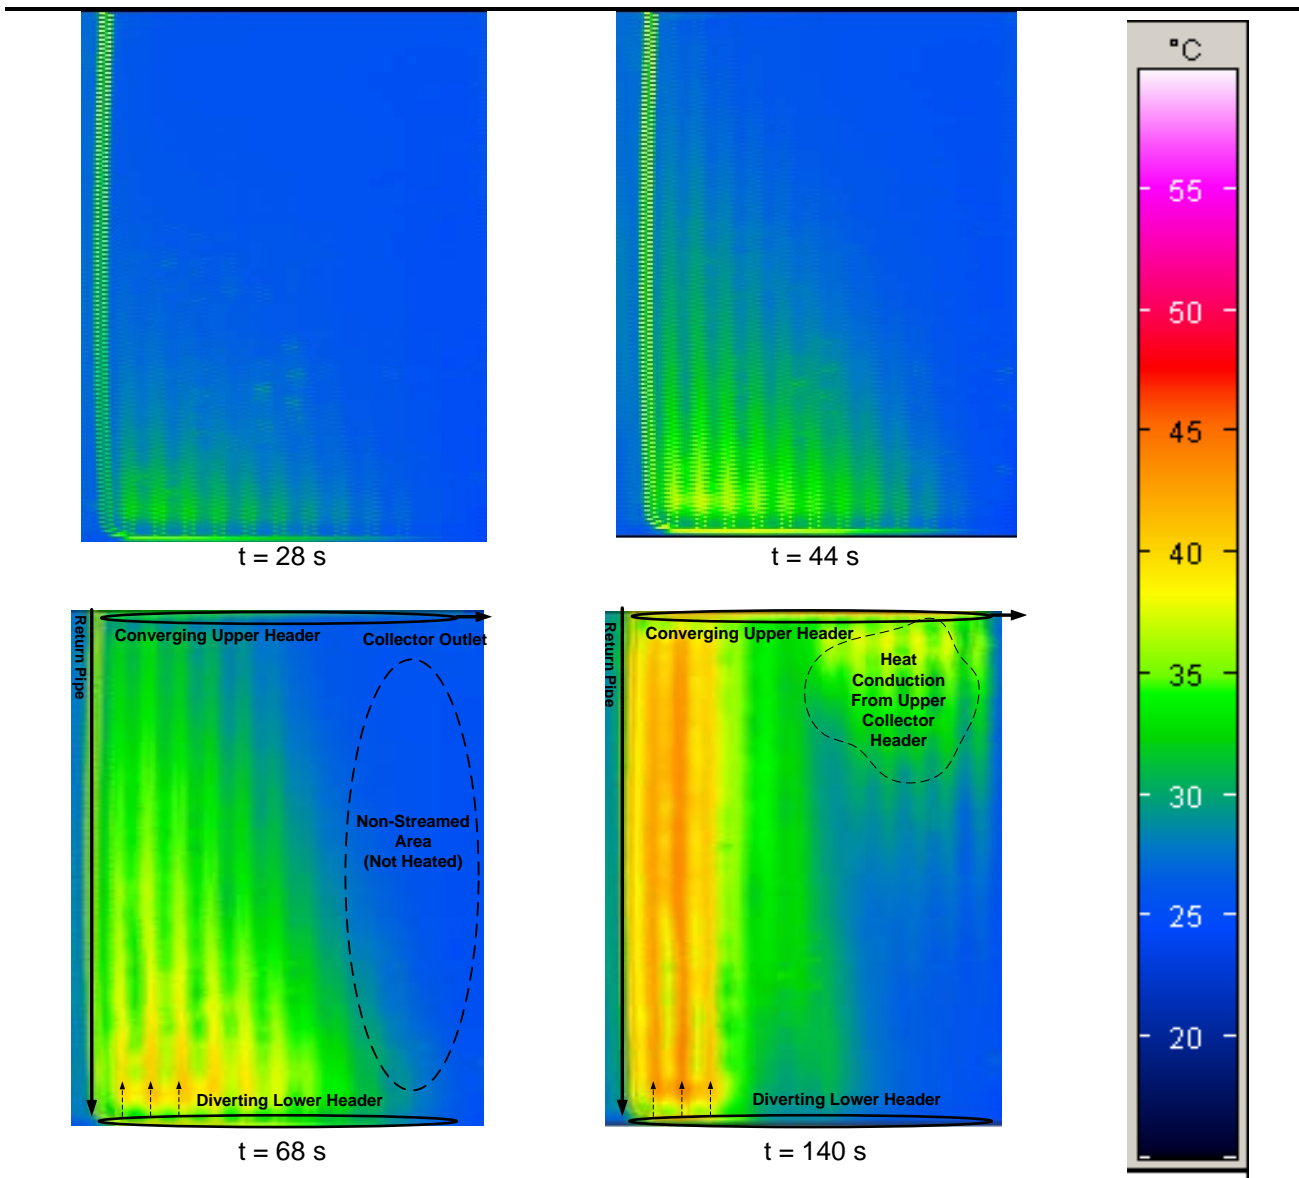 °C
55
50
45
40
35
30
25
20
t = 28 s
t = 44 s
Return Pipe
Converging Upper Header
Collector Outlet
Non-Streamed
Area
(Not Heated)
Diverting Lower Header
t = 68 s
Return Pipe
Converging Upper Header
Heat
Conduction
From Upper
Collector
Header
Diverting Lower Header
t = 140 s